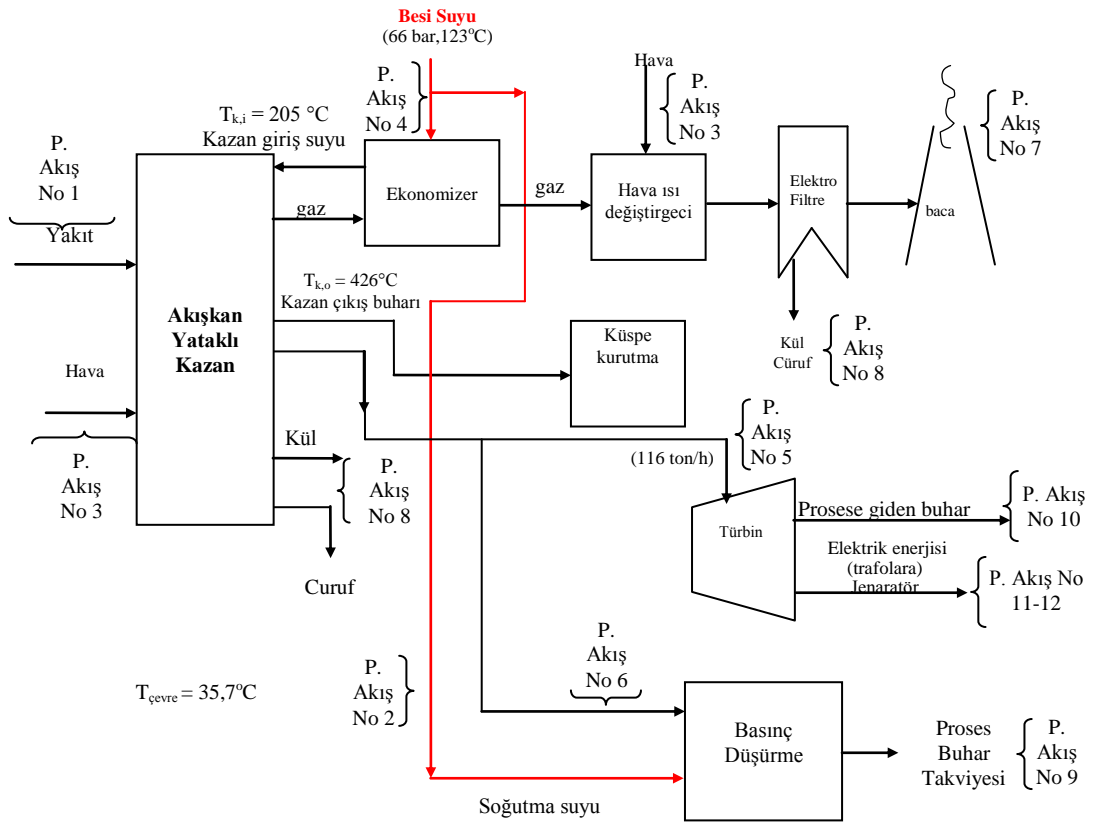 Besi Suyu
(66 bar,123°C)
P.
Akış
No 4
Hava
P.
Akış
No 3
P.
Akış
No 7
T k,i = 205 °C
Kazan giriş suyu
P.
Akış
No 1
Yakıt
gaz
Ekonomizer
gaz
Hava ısı
değiştirgeci
Elektro
Filtre
baca
T k,o = 426°C
Kazan çıkış buharı
Akışkan
Yataklı
Kazan
Küspe
kurutma
Kül
Cüruf
P.
Akış
No 8
Hava
P.
Akış
No 3
Kül
P.
Akış
No 8
Curuf
(116 ton/h)
P.
Akış
No 5
Türbin
Prosese giden buhar
P. Akış
No 10
Elektrik enerjisi
(trafolara)
Jenaratör
P. Akış No
11-12
T çevre = 35,7°C
P.
Akış
No 2
P.
Akış
No 6
Basınç
Düşürme
Proses
Buhar
Takviyesi
P.
Akış
No 9
Soğutma suyu